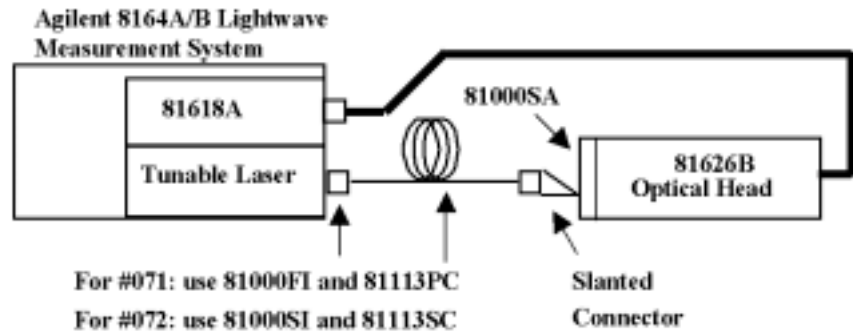 Agilent 8164A/B Lightwave
Measurement System
81618A
81000SA
Tunable Laser
81626B
Optical Head
For #071: use 81000FI and 81113PC
For #072: use 81000SI and 81113SC
Slanted
Connector